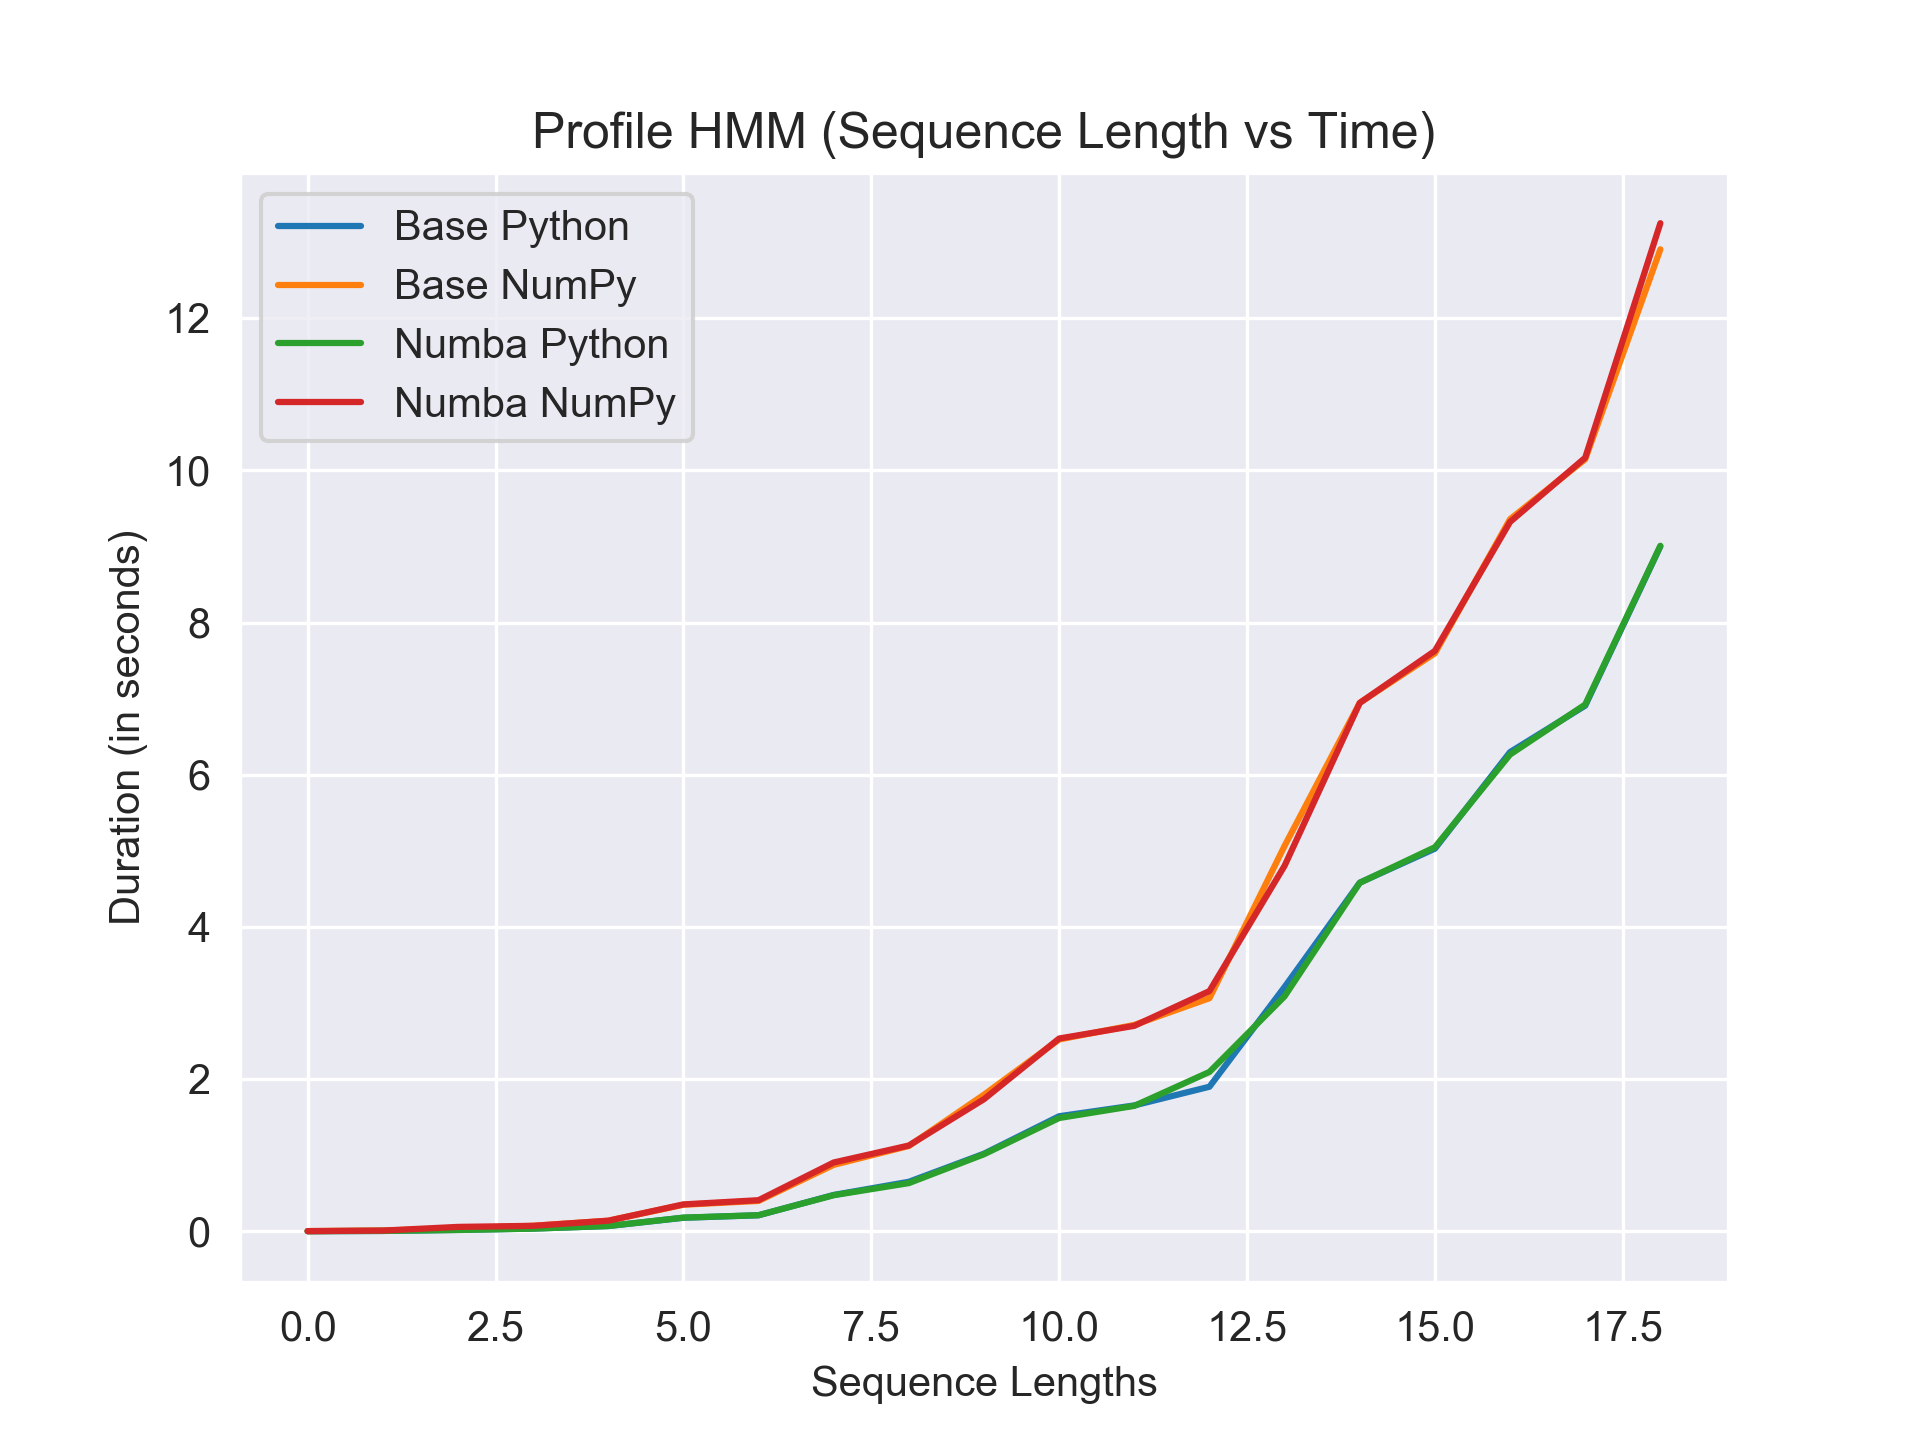 Profile HMM (Sequence Length vs Time)
Base Python
Base NumPy
Numba Python
Numba NumPy
Duration (in seconds)
12
10
8
6
4
2
0
0.0 2.5 5.0 7.5 10.0 12.5 15.0 17.5
Sequence Lengths